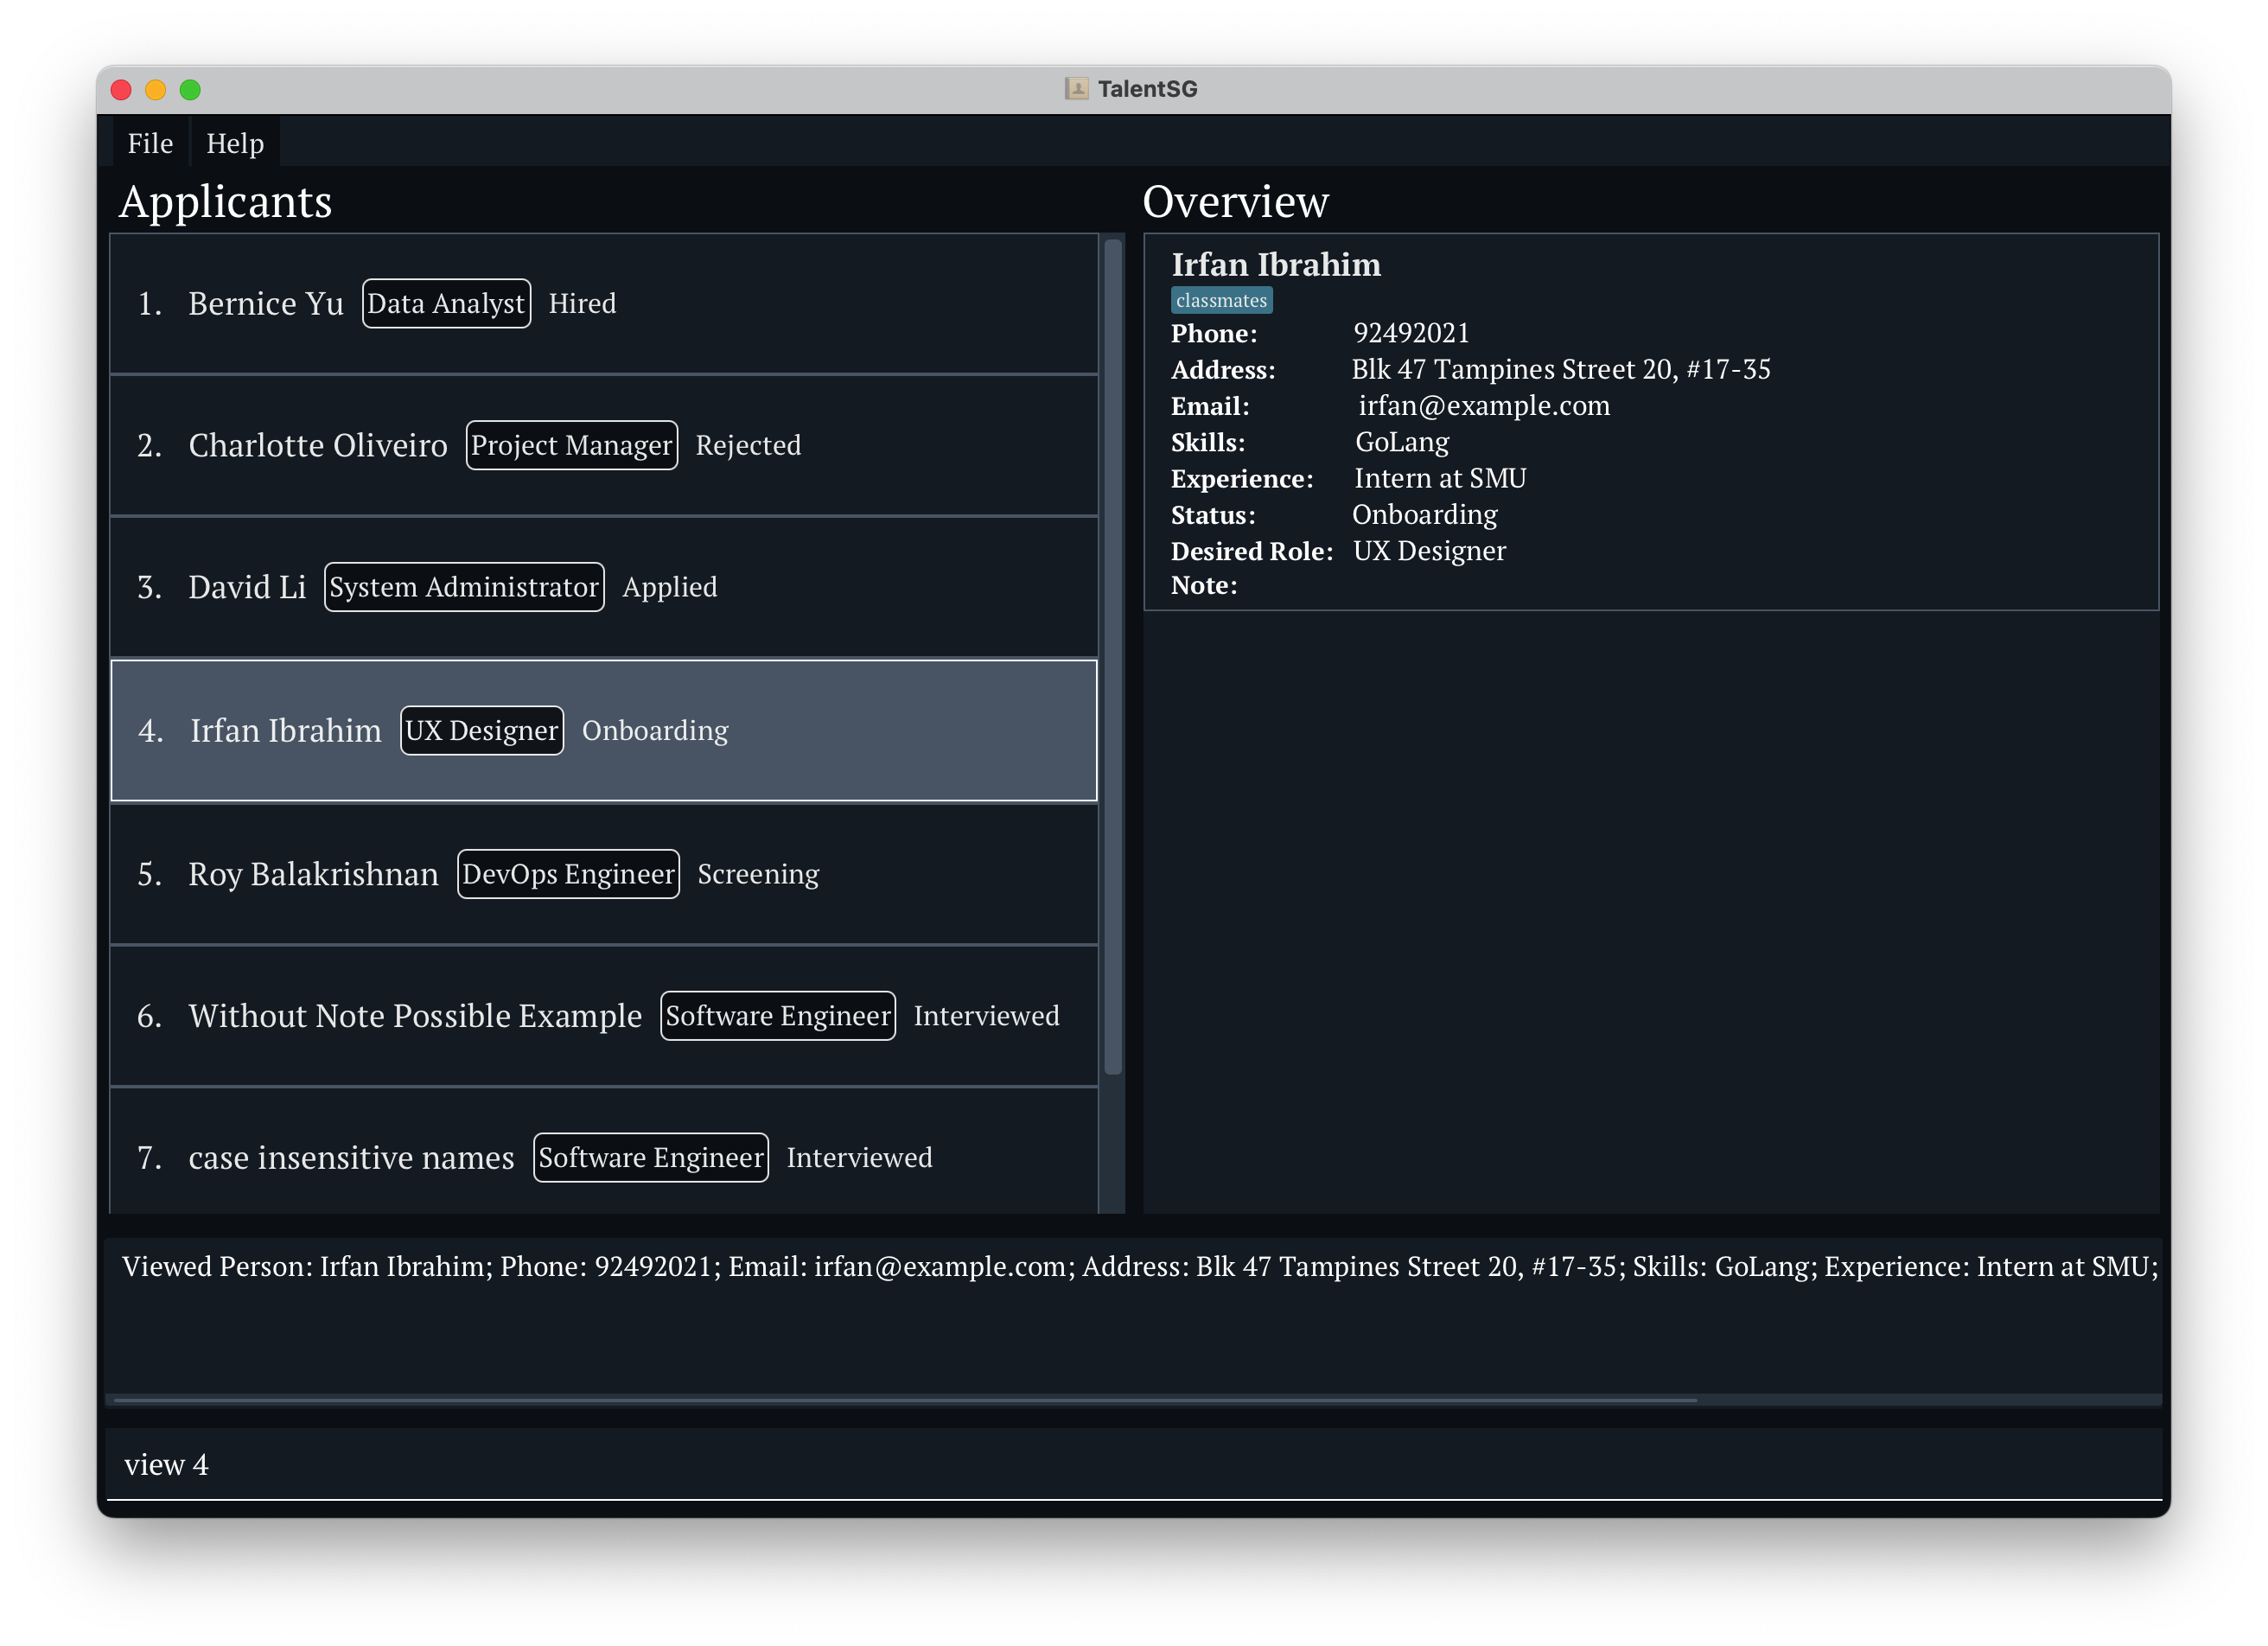 TalentSG
File Help
Applicants
1. Bernice Yu Data Analyst Hired
2. Charlotte Oliveiro Project Manager Rejected
3. David Li System Administrator Applied
4. Irfan Ibrahim UX Designer Onboarding
5. Roy Balakrishnan DevOps Engineer Screening
6. Without Note Possible Example Software Engineer Interviewed
7. case insensitive names Software Engineer Interviewed
Overview
Irfan Ibrahim
classmates
Phone: 92492021
Address: Blk 47 Tampines Street 20, #17-35
Email: irfan@example.com
Skills: GoLang
Experience: Intern at SMU
Status: Onboarding
Desired Role: UX Designer
Note:
Viewed Person: Irfan Ibrahim; Phone: 92492021; Email: irfan@example.com; Address: Blk 47 Tampines Street 20, #17-35; Skills: GoLang; Experience: Intern at SMU;
view 4